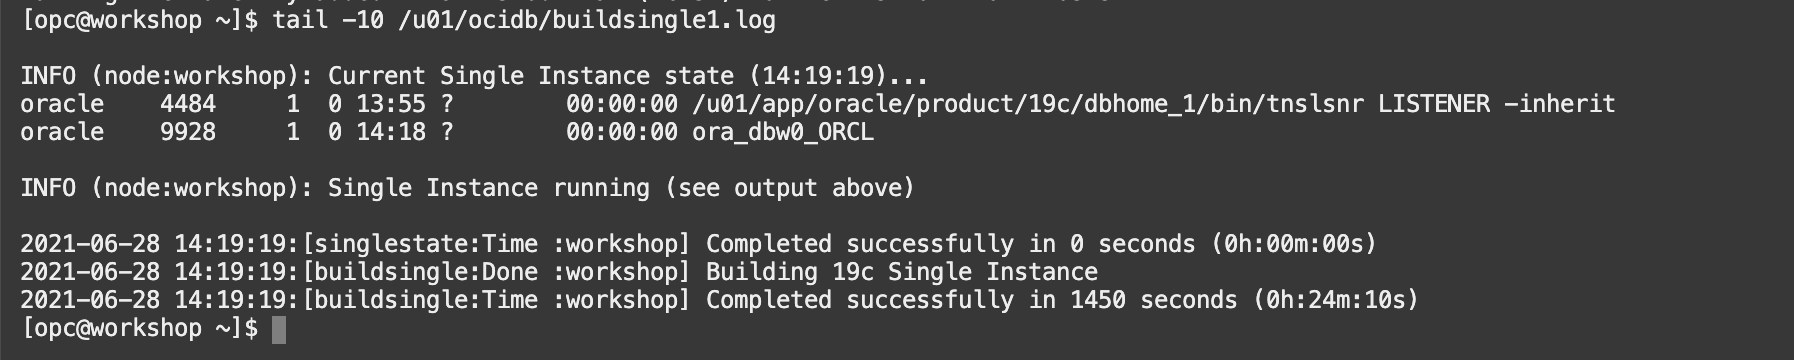 [opc@workshop ~]$ tail -10 /u01/ocidb/buildsingle1.log
INFO (node:workshop): Current Single Instance state (14:19:19)...
oracle    4484     1  0 13:55 ?        00:00:00 /u01/app/oracle/product/19c/dbhome_1/bin/tnslsnr LISTENER -inherit
oracle    9928     1  0 14:18 ?        00:00:00 ora_dbw0_ORCL
INFO (node:workshop): Single Instance running (see output above)
2021-06-28 14:19:19:[singlestate:Time :workshop] Completed successfully in 0 seconds (0h:00m:00s)
2021-06-28 14:19:19:[buildsingle:Done :workshop] Building 19c Single Instance
2021-06-28 14:19:19:[buildsingle:Time :workshop] Completed successfully in 1450 seconds (0h:24m:10s)
[opc@workshop ~]$